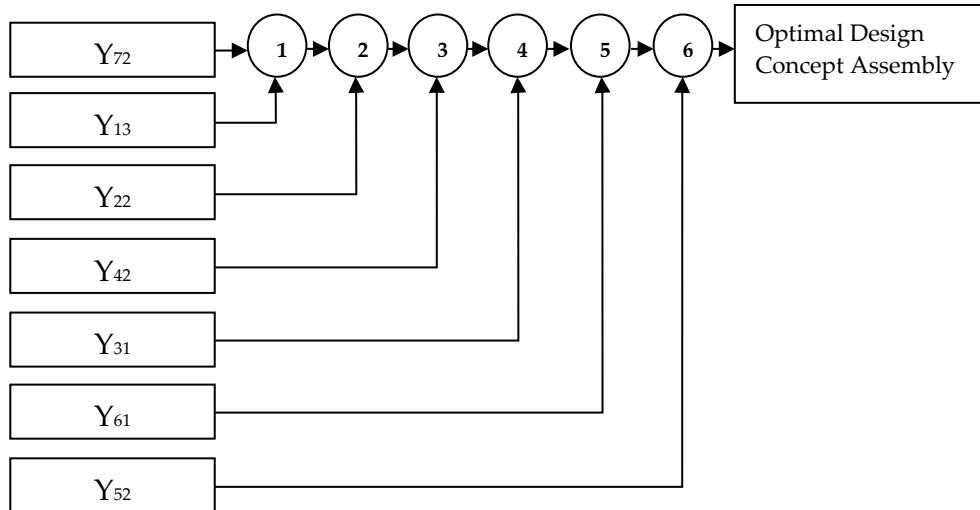 Y₇₂
1
2
3
4
5
6
Optimal Design
Concept Assembly
Y₁₃
Y₂₂
Y₄₂
Y₃₁
Y₆₁
Y₅₂